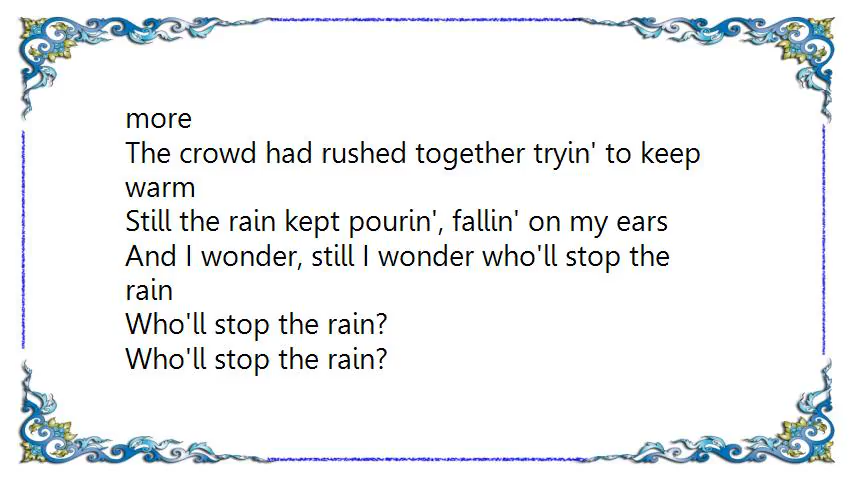 more
The crowd had rushed together tryin' to keep
warm
Still the rain kept pourin', fallin' on my ears
And I wonder, still I wonder who'll stop the
rain
Who'll stop the rain?
Who'll stop the rain?